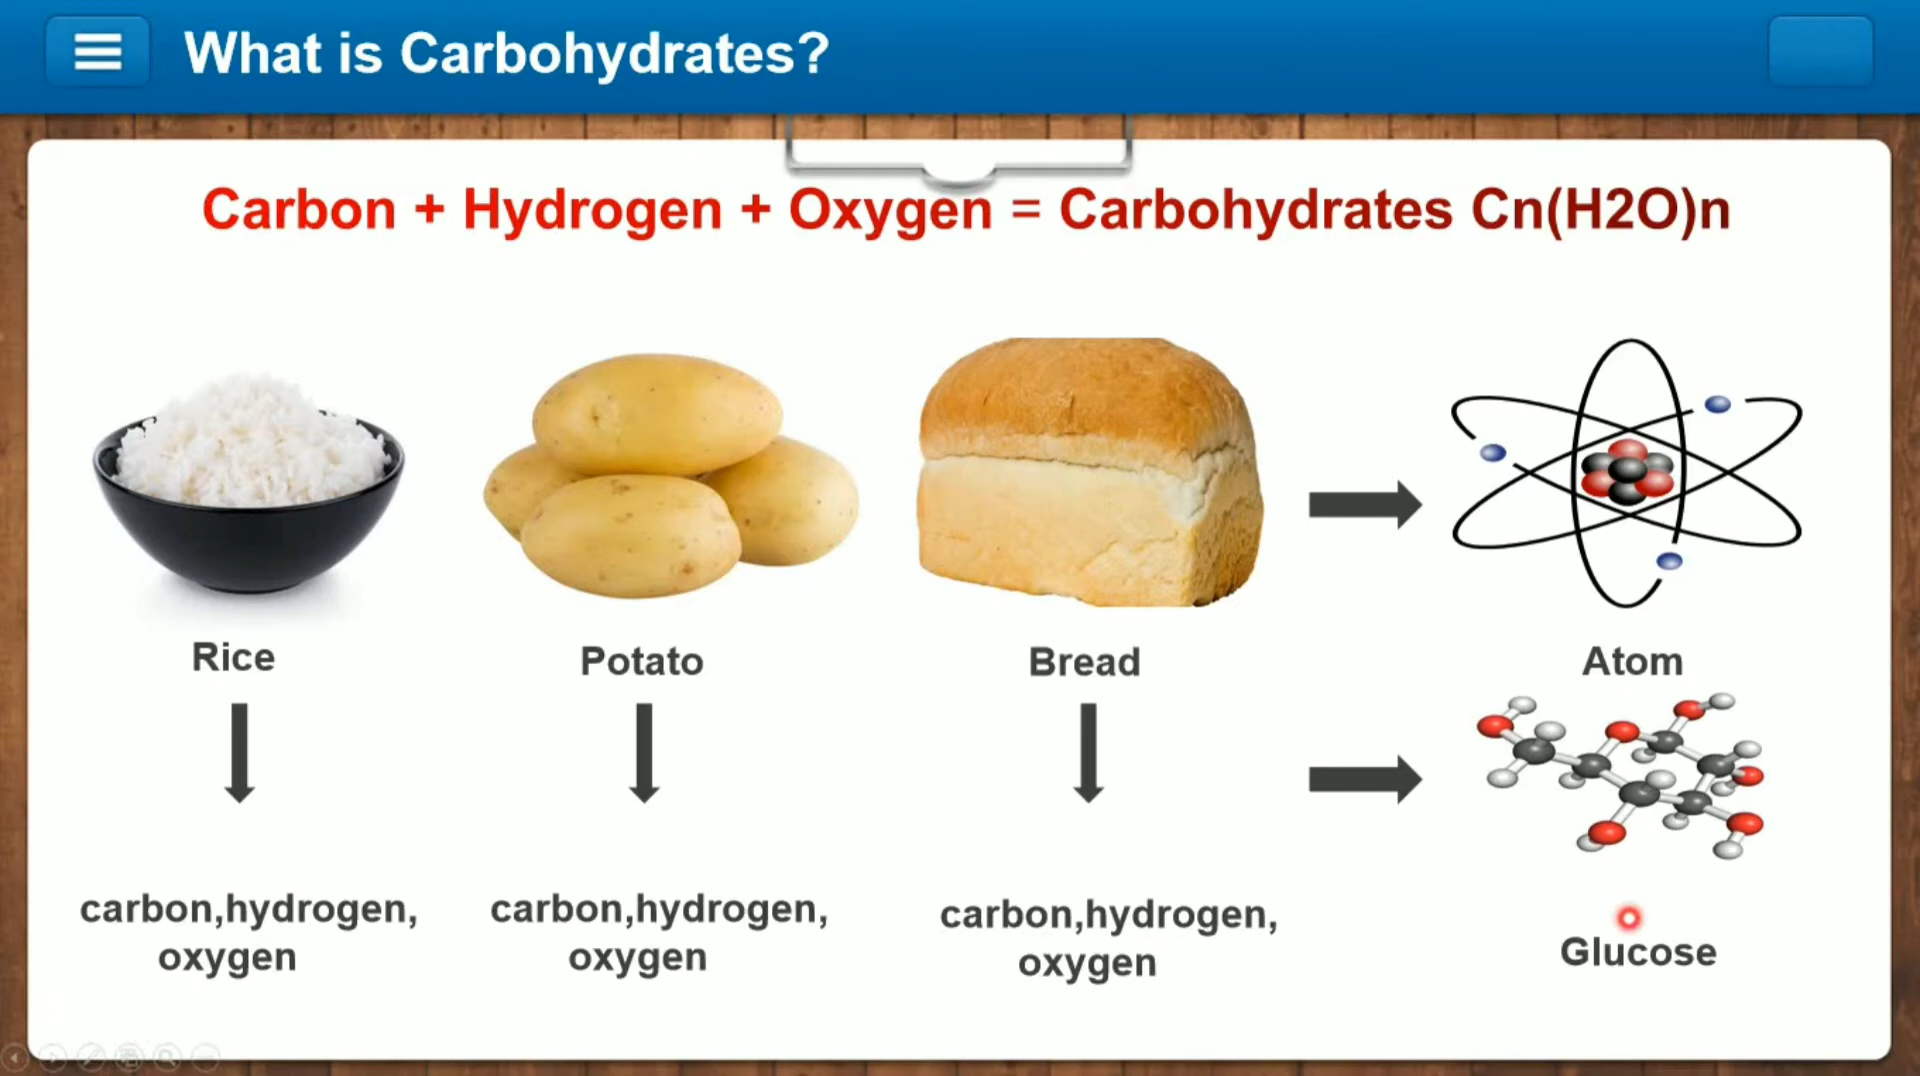 What is Carbohydrates?
Carbon + Hydrogen + Oxygen = Carbohydrates Cn(H2O)n
Rice
Potato
Bread
Atom
carbon,hydrogen,
oxygen
carbon,hydrogen,
oxygen
carbon,hydrogen,
oxygen
Glucose